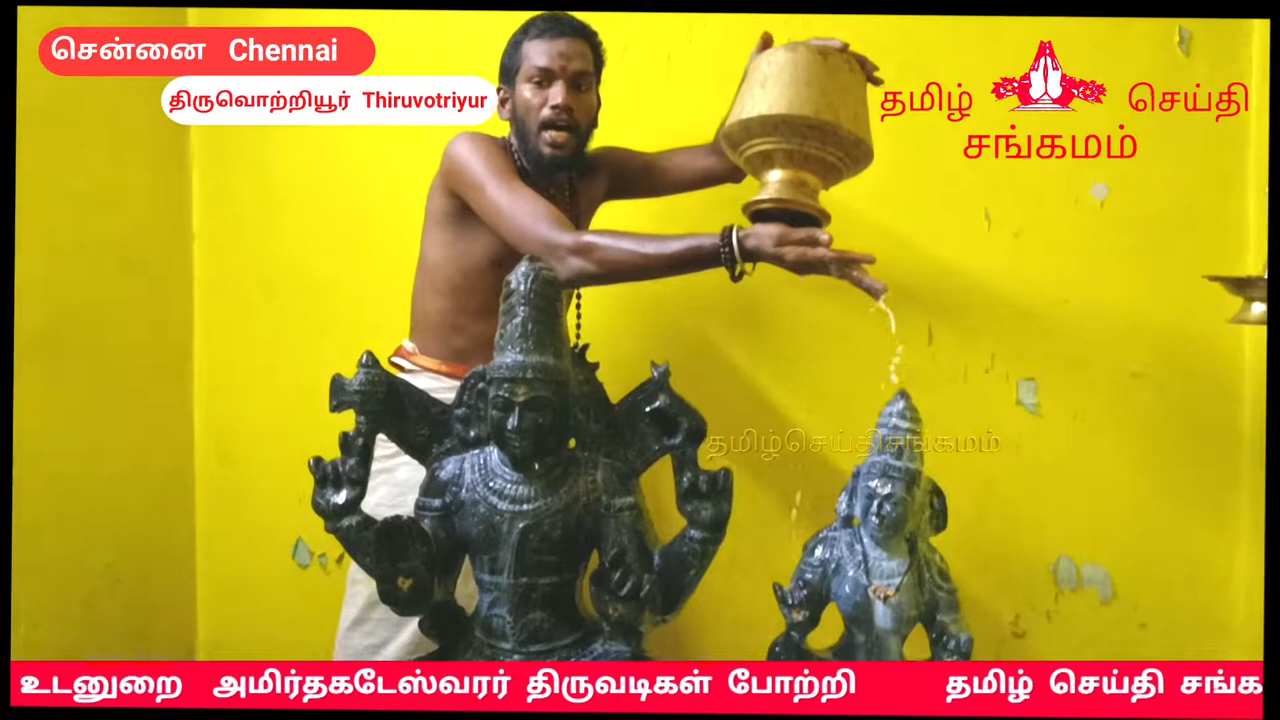 சென்னை Chennai
திருவொற்றியூர் Thiruvotriyur
தமிழ் செய்தி
சங்கமம்
தமிழ்செய்திசங்கமம்
உடனுறை அமிர்தகடேஸ்வரர் திருவடிகள் போற்றி தமிழ் செய்தி சங்க